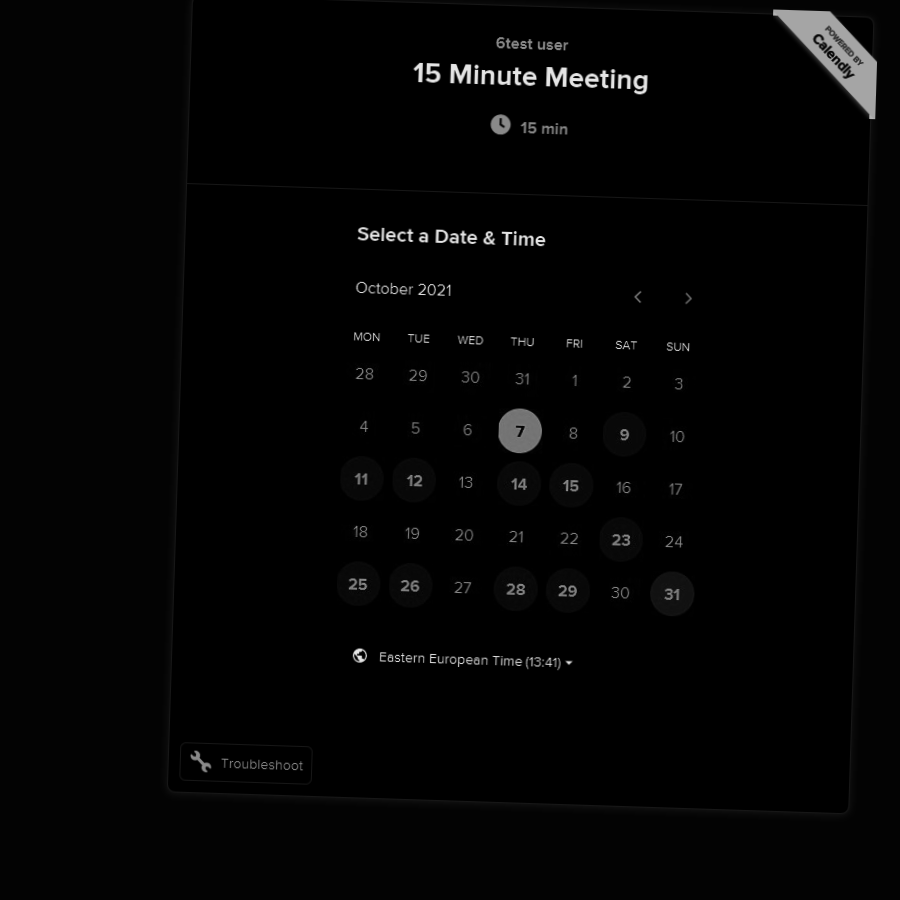 6test user
15 Minute Meeting
15 min
POWERED BY
Calendly
Select a Date & Time
October 2021
MON TUE WED THU FRI SAT SUN
28 29 30 31 1 2 3
4 5 6 7 8 9 10
11 12 13 14 15 16 17
18 19 20 21 22 23 24
25 26 27 28 29 30 31
Eastern European Time (13:41)
Troubleshoot